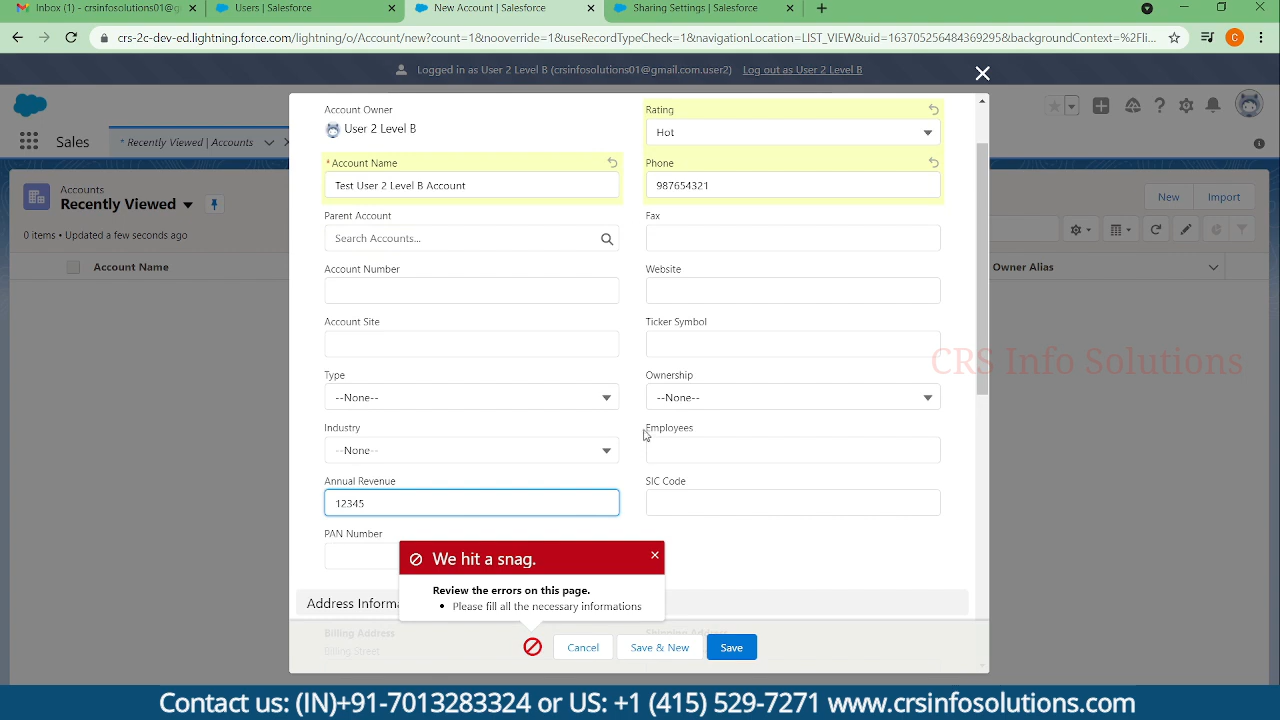 Inbox (1) - crsinfosolutions01@g
Users | Salesforce
New Account | Salesforce
Sharing Settings | Salesforce
crs-2c-dev-ed.lightning.force.com/lightning/o/Account/new?count=1&nooverride=1&useRecordTypeCheck=1&navigationLocation=LIST_VIEW&uid=163705256484369295&backgroundContext=%2Fli...
C
Logged in as User 2 Level B (crsinfosolutions01@gmail.com.user2) Log out as User 2 Level B
Sales
* Recently Viewed | Accounts
Accounts
Recently Viewed
New
Import
0 items • Updated a few seconds ago
Account Name
Owner Alias
Account Owner
User 2 Level B
Rating
Hot
* Account Name
Test User 2 Level B Account
Phone
987654321
Parent Account
Search Accounts...
Fax
Account Number
Website
Account Site
Ticker Symbol
CRS Info Solutions
Type
--None--
Ownership
--None--
Industry
--None--
Employees
Annual Revenue
12345
SIC Code
PAN Number
We hit a snag.
Review the errors on this page.
• Please fill all the necessary informations
Address Informa
Billing Address
Billing Street
Cancel
Save & New
Save
Contact us: (IN)+91-7013283324 or US: +1 (415) 529-7271 www.crsinfosolutions.com